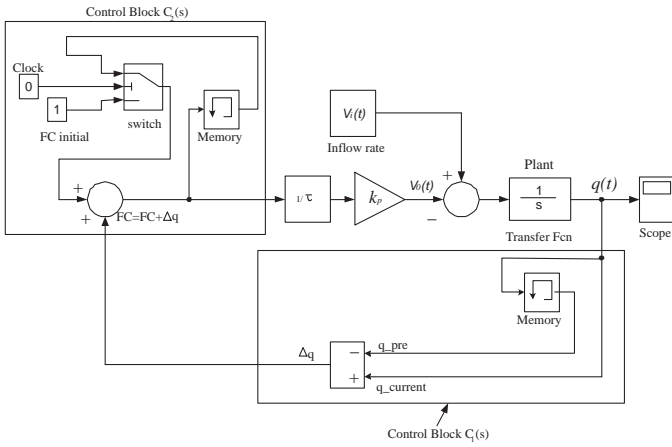 Control Block C₂(s)
Clock
0
1
FC initial
switch
Memory
+
+
FC=FC+Δq
1/τ
kₚ
Vᵢ(t)
Inflow rate
V₀(t)
+
−
Plant
1
s
Transfer Fcn
q(t)
Scope
Memory
Δq
−
+
q_pre
q_current
Control Block C₁(s)